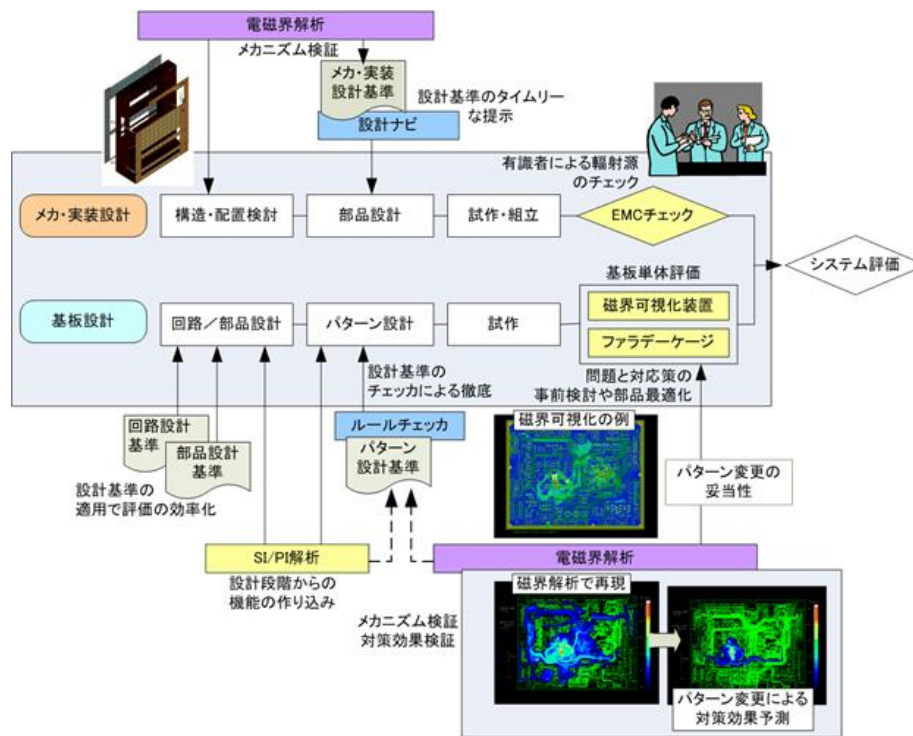 電磁界解析
メカニズム検証
メカ・実装
設計基準
設計基準のタイムリー
な提示
設計ナビ
有識者による輻射源
のチェック
メカ・実装設計
構造・配置検討
部品設計
試作・組立
EMCチェック
システム評価
基板単体評価
基板設計
回路／部品設計
パターン設計
試作
磁界可視化装置
ファラデーケージ
設計基準の
チェッカによる徹底
問題と対応策の
事前検討や部品最適化
回路設計
基準
部品設計
基準
設計基準の
適用で評価の効率化
ルールチェッカ
パターン
設計基準
磁界可視化の例
パターン変更の
妥当性
SI/PI解析
設計段階からの
機能の作り込み
電磁界解析
メカニズム検証
対策効果検証
磁界解析で再現
パターン変更による
対策効果予測